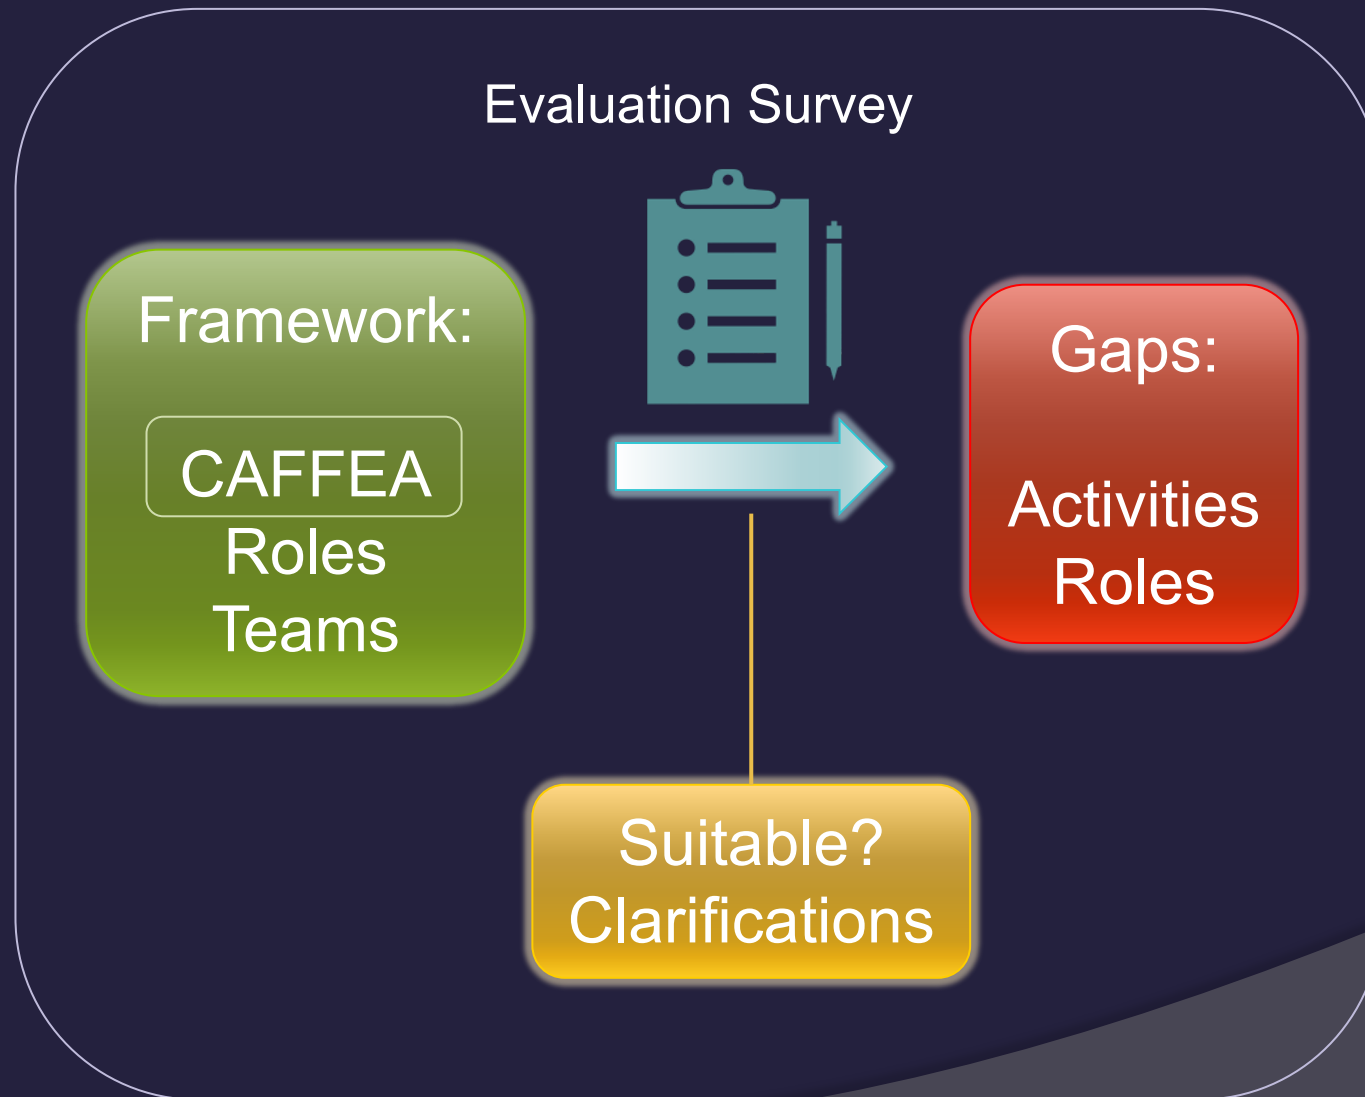 Evaluation Survey
Framework:
CAFFEA
Roles
Teams
Gaps:
Activities
Roles
Suitable?
Clarifications